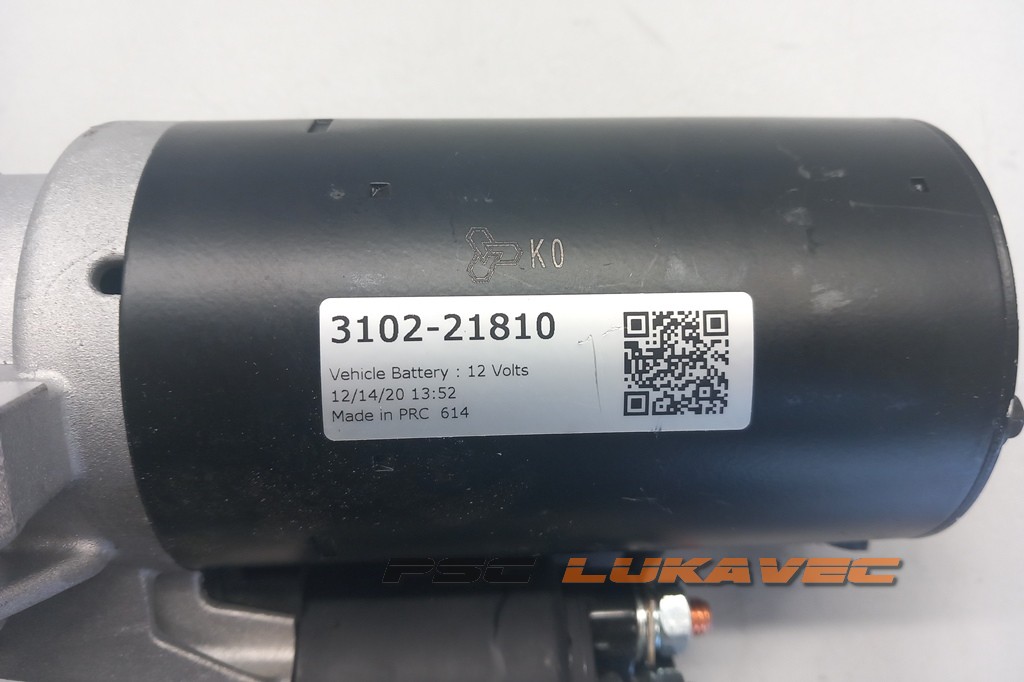 K0
3102-21810
Vehicle Battery : 12 Volts
12/14/20 13:52
Made in PRC 614
PSC LUKAVEC